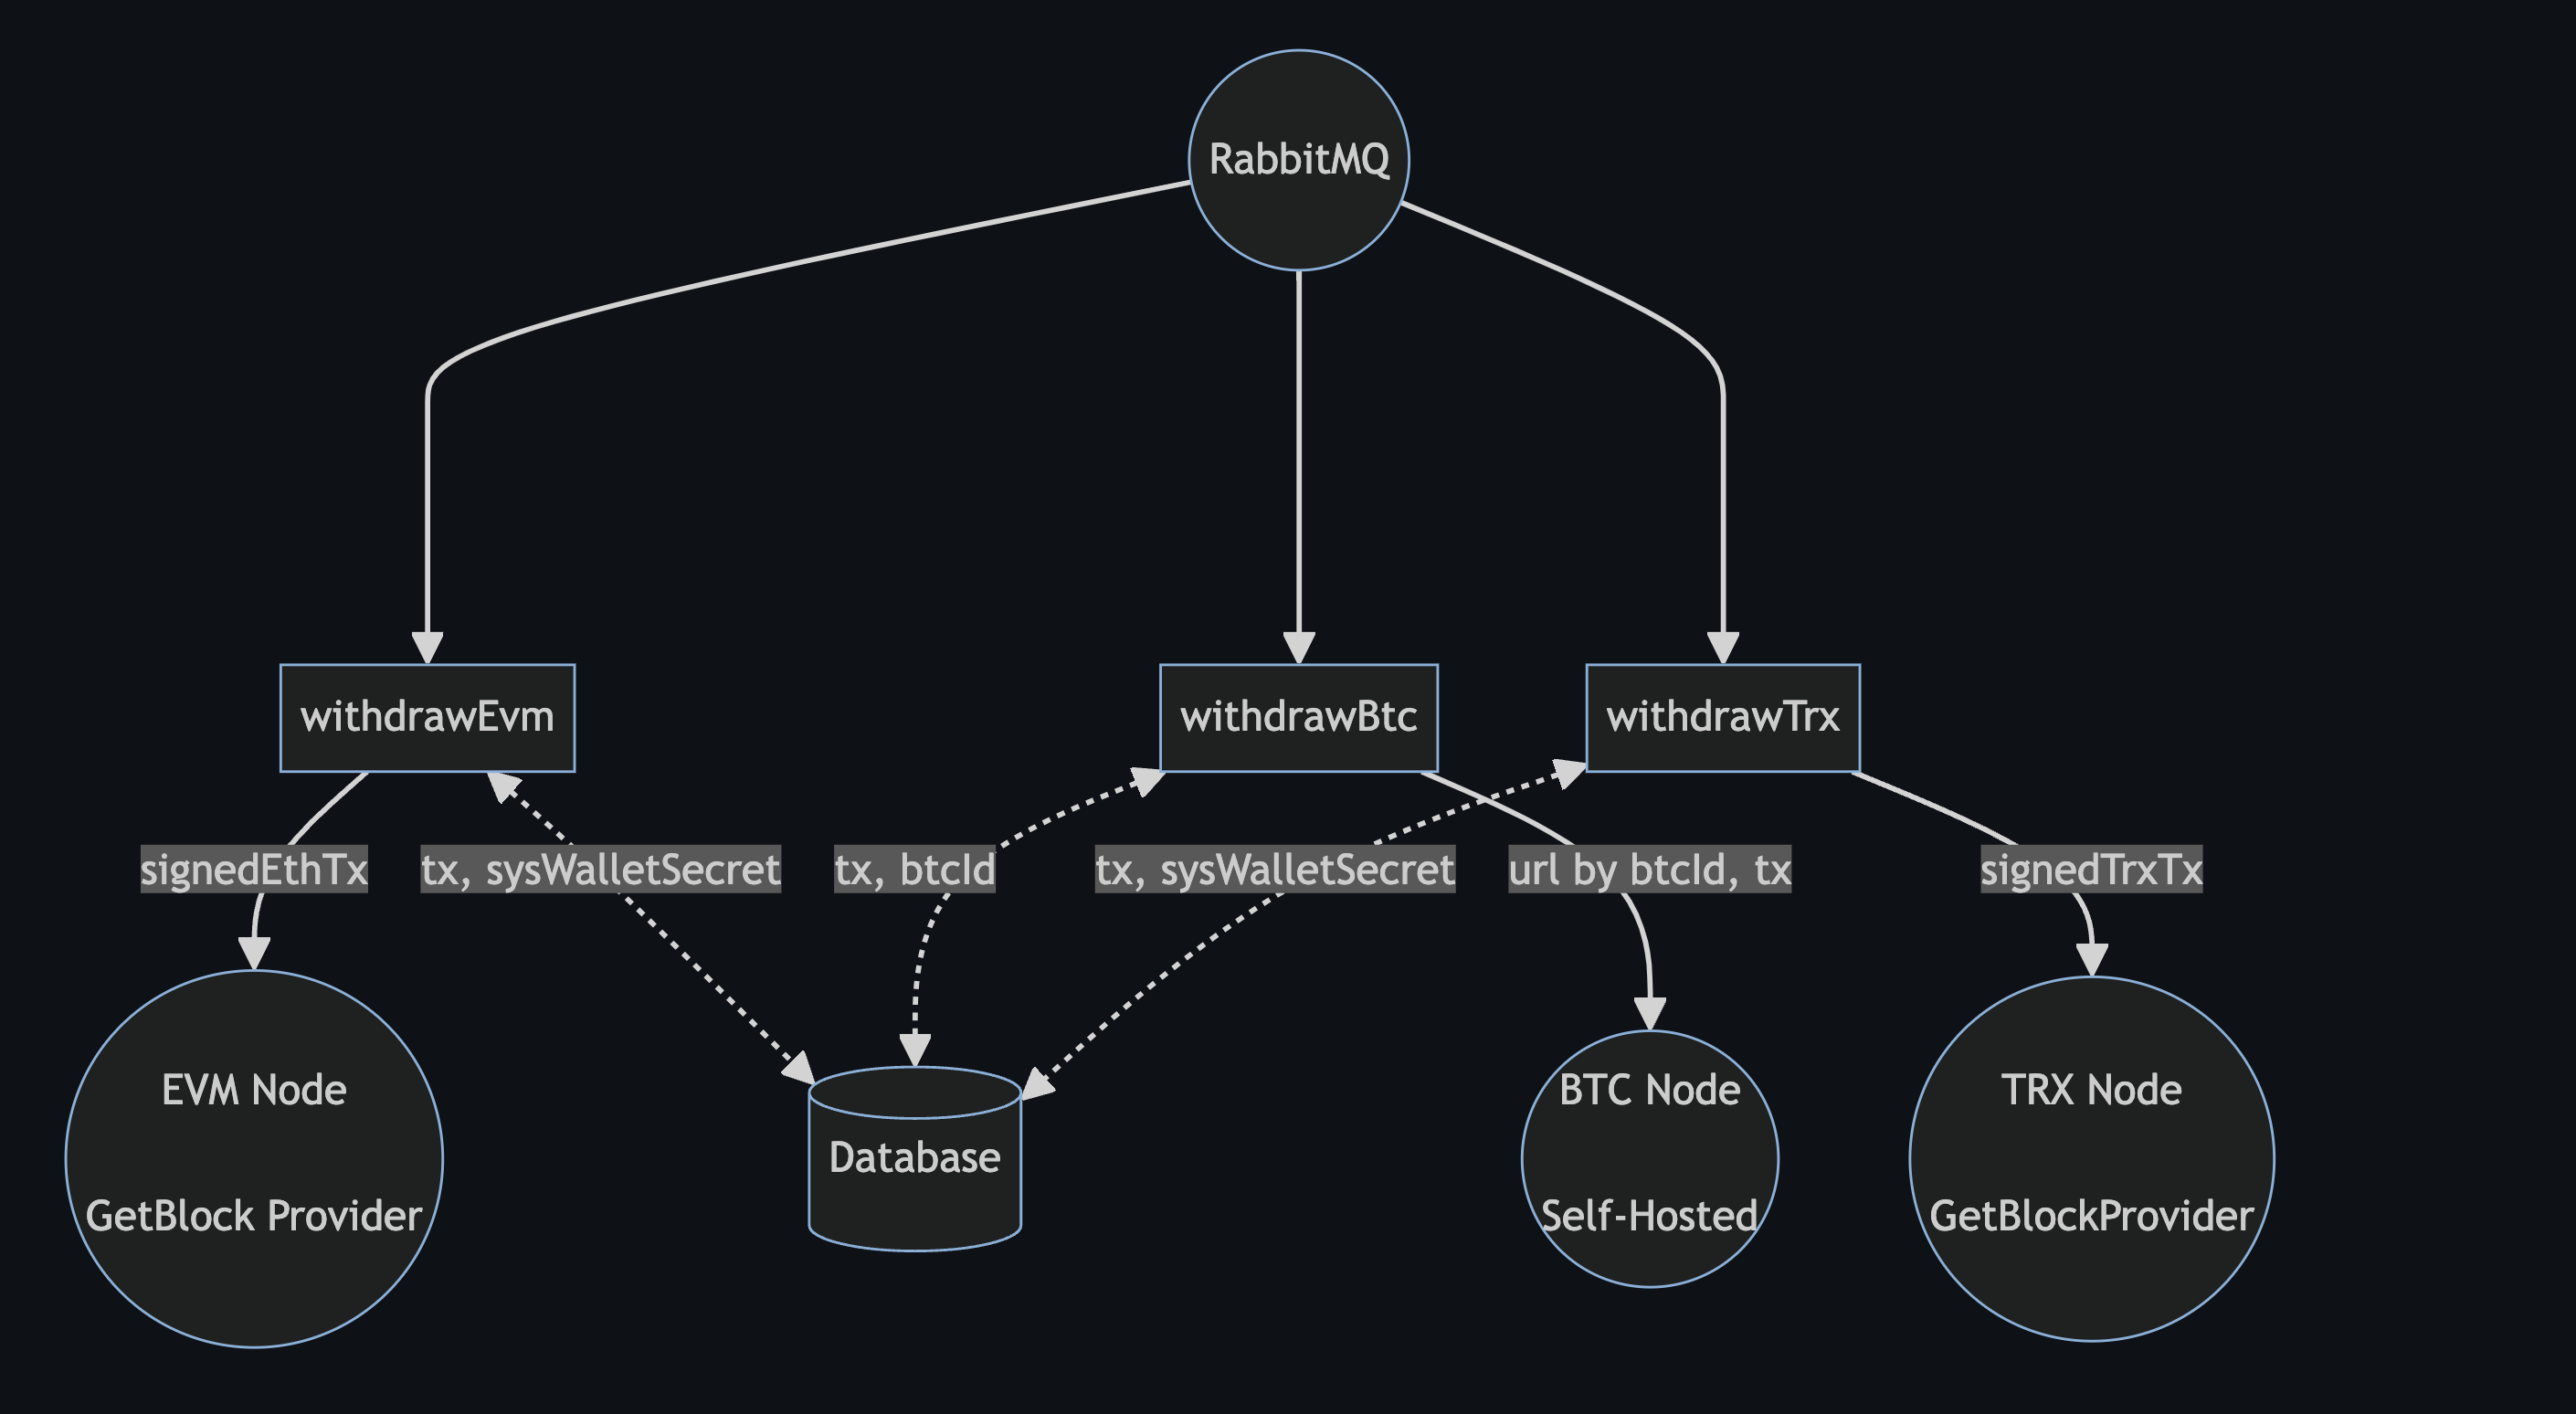 RabbitMQ
withdrawEvm
withdrawBtc
withdrawTrx
signedEthTx
tx, sysWalletSecret
tx, btcId
tx, sysWalletSecret
url by btcId, tx
signedTrxTx
EVM Node
GetBlock Provider
Database
BTC Node
Self-Hosted
TRX Node
GetBlockProvider